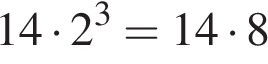 14 · 2³ = 14 · 8